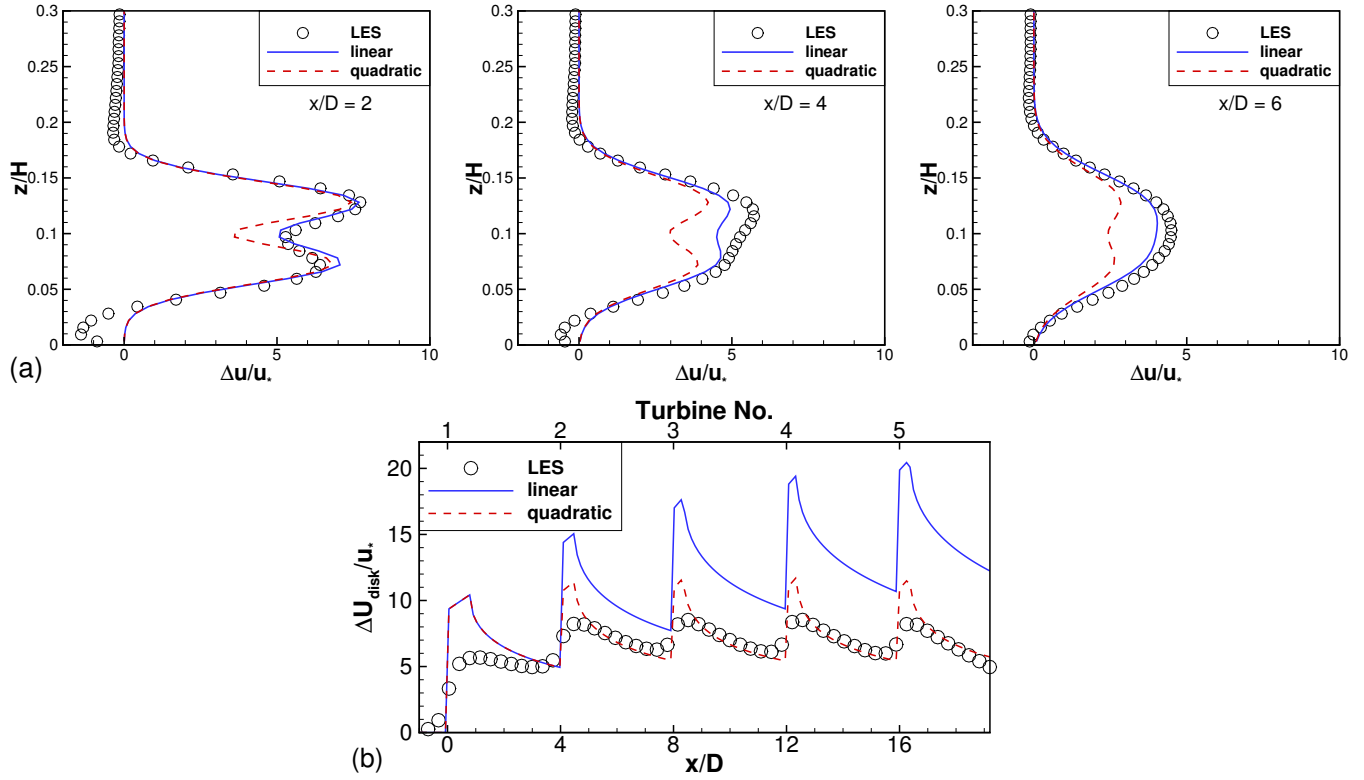 0.3
0.25
0.2
0.15
0.1
0.05
0
z/H
LES
linear
quadratic
x/D = 2
0 5 10
Δu/u*
(a)
0.3
0.25
0.2
0.15
0.1
0.05
0
z/H
LES
linear
quadratic
x/D = 4
0 5 10
Δu/u*
0.3
0.25
0.2
0.15
0.1
0.05
0
z/H
LES
linear
quadratic
x/D = 6
0 5 10
Δu/u*
Turbine No.
1 2 3 4 5
LES
linear
quadratic
20
15
10
5
0
ΔU_disk/u*
0 4 8 12 16
x/D
(b)